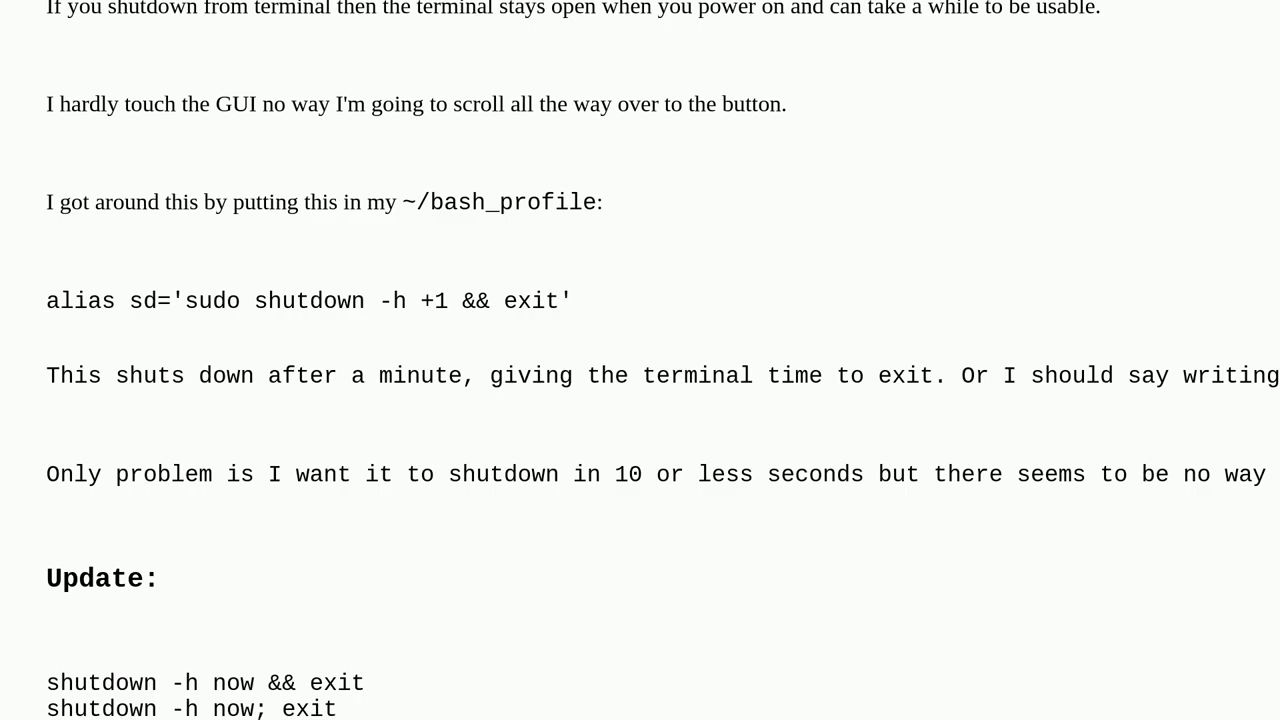 If you shutdown from terminal then the terminal stays open when you power on and can take a while to be usable.
I hardly touch the GUI no way I'm going to scroll all the way over to the button.
I got around this by putting this in my ~/bash_profile:
alias sd='sudo shutdown -h +1 && exit'
This shuts down after a minute, giving the terminal time to exit. Or I should say writing
Only problem is I want it to shutdown in 10 or less seconds but there seems to be no way
Update:
shutdown -h now && exit
shutdown -h now; exit